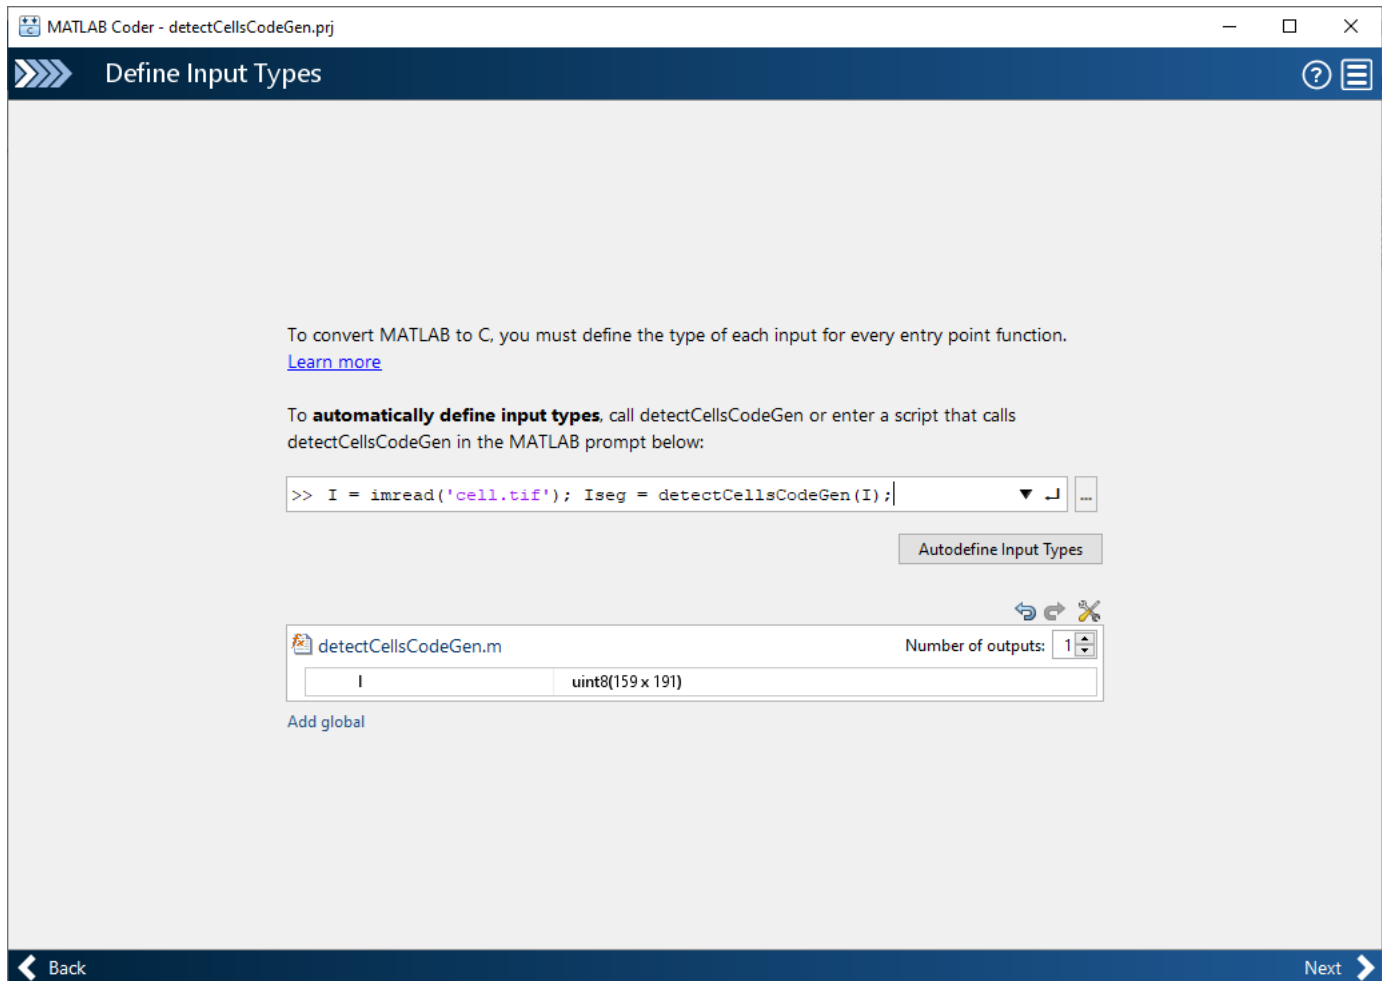 MATLAB Coder - detectCellsCodeGen.prj
Define Input Types
To convert MATLAB to C, you must define the type of each input for every entry point function.
Learn more
To automatically define input types, call detectCellsCodeGen or enter a script that calls
detectCellsCodeGen in the MATLAB prompt below:
>> I = imread('cell.tif'); Iseg = detectCellsCodeGen(I);
...
Autodefine Input Types
detectCellsCodeGen.m Number of outputs: 1
I uint8(159 x 191)
Add global
Back Next